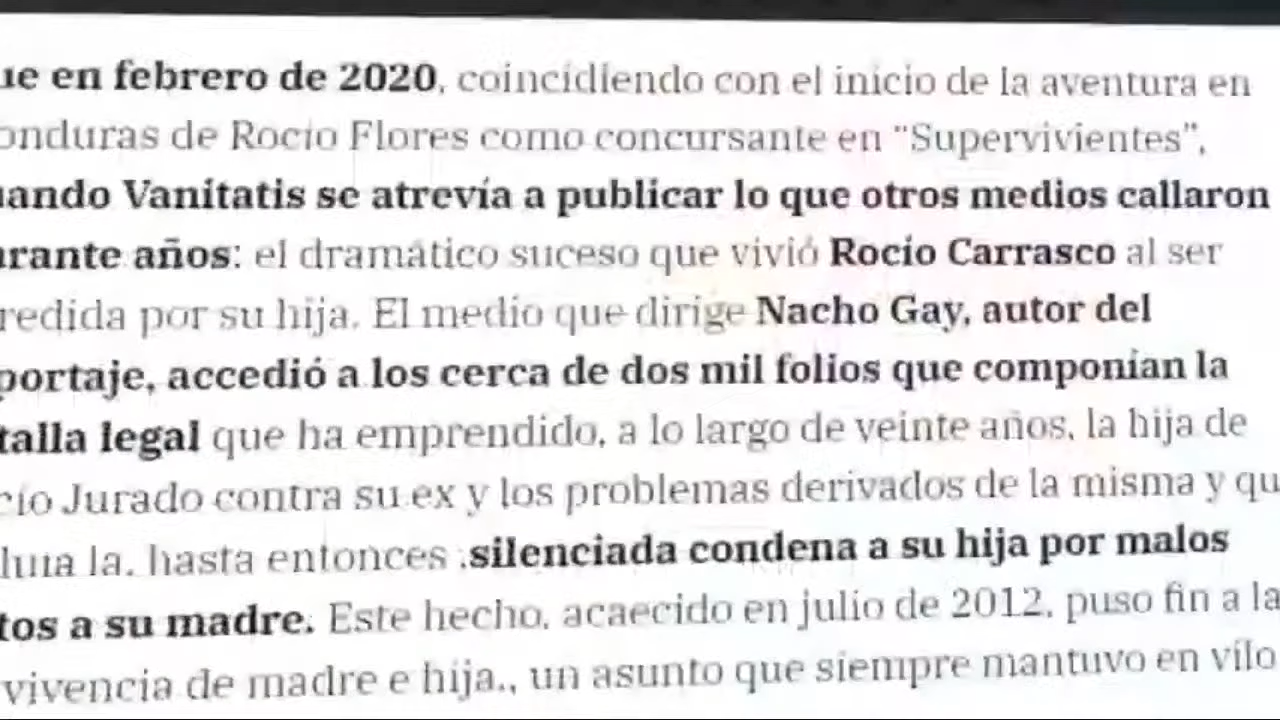 ue en febrero de 2020, coincidiendo con el inicio de la aventura en
onduras de Rocío Flores como concursante en “Supervivientes”,
uando Vanitatis se atrevía a publicar lo que otros medios callaron
urante años: el dramático suceso que vivió Rocío Carrasco al ser
redida por su hija. El medio que dirige Nacho Gay, autor del
portaje, accedió a los cerca de dos mil folios que componían la
talla legal que ha emprendido, a lo largo de veinte años, la hija de
cío Jurado contra su ex y los problemas derivados de la misma y qu
luía la, hasta entonces ,silenciada condena a su hija por malos
tos a su madre. Este hecho, acaecido en julio de 2012, puso fin a la
vivencia de madre e hija., un asunto que siempre mantuvo en vilo